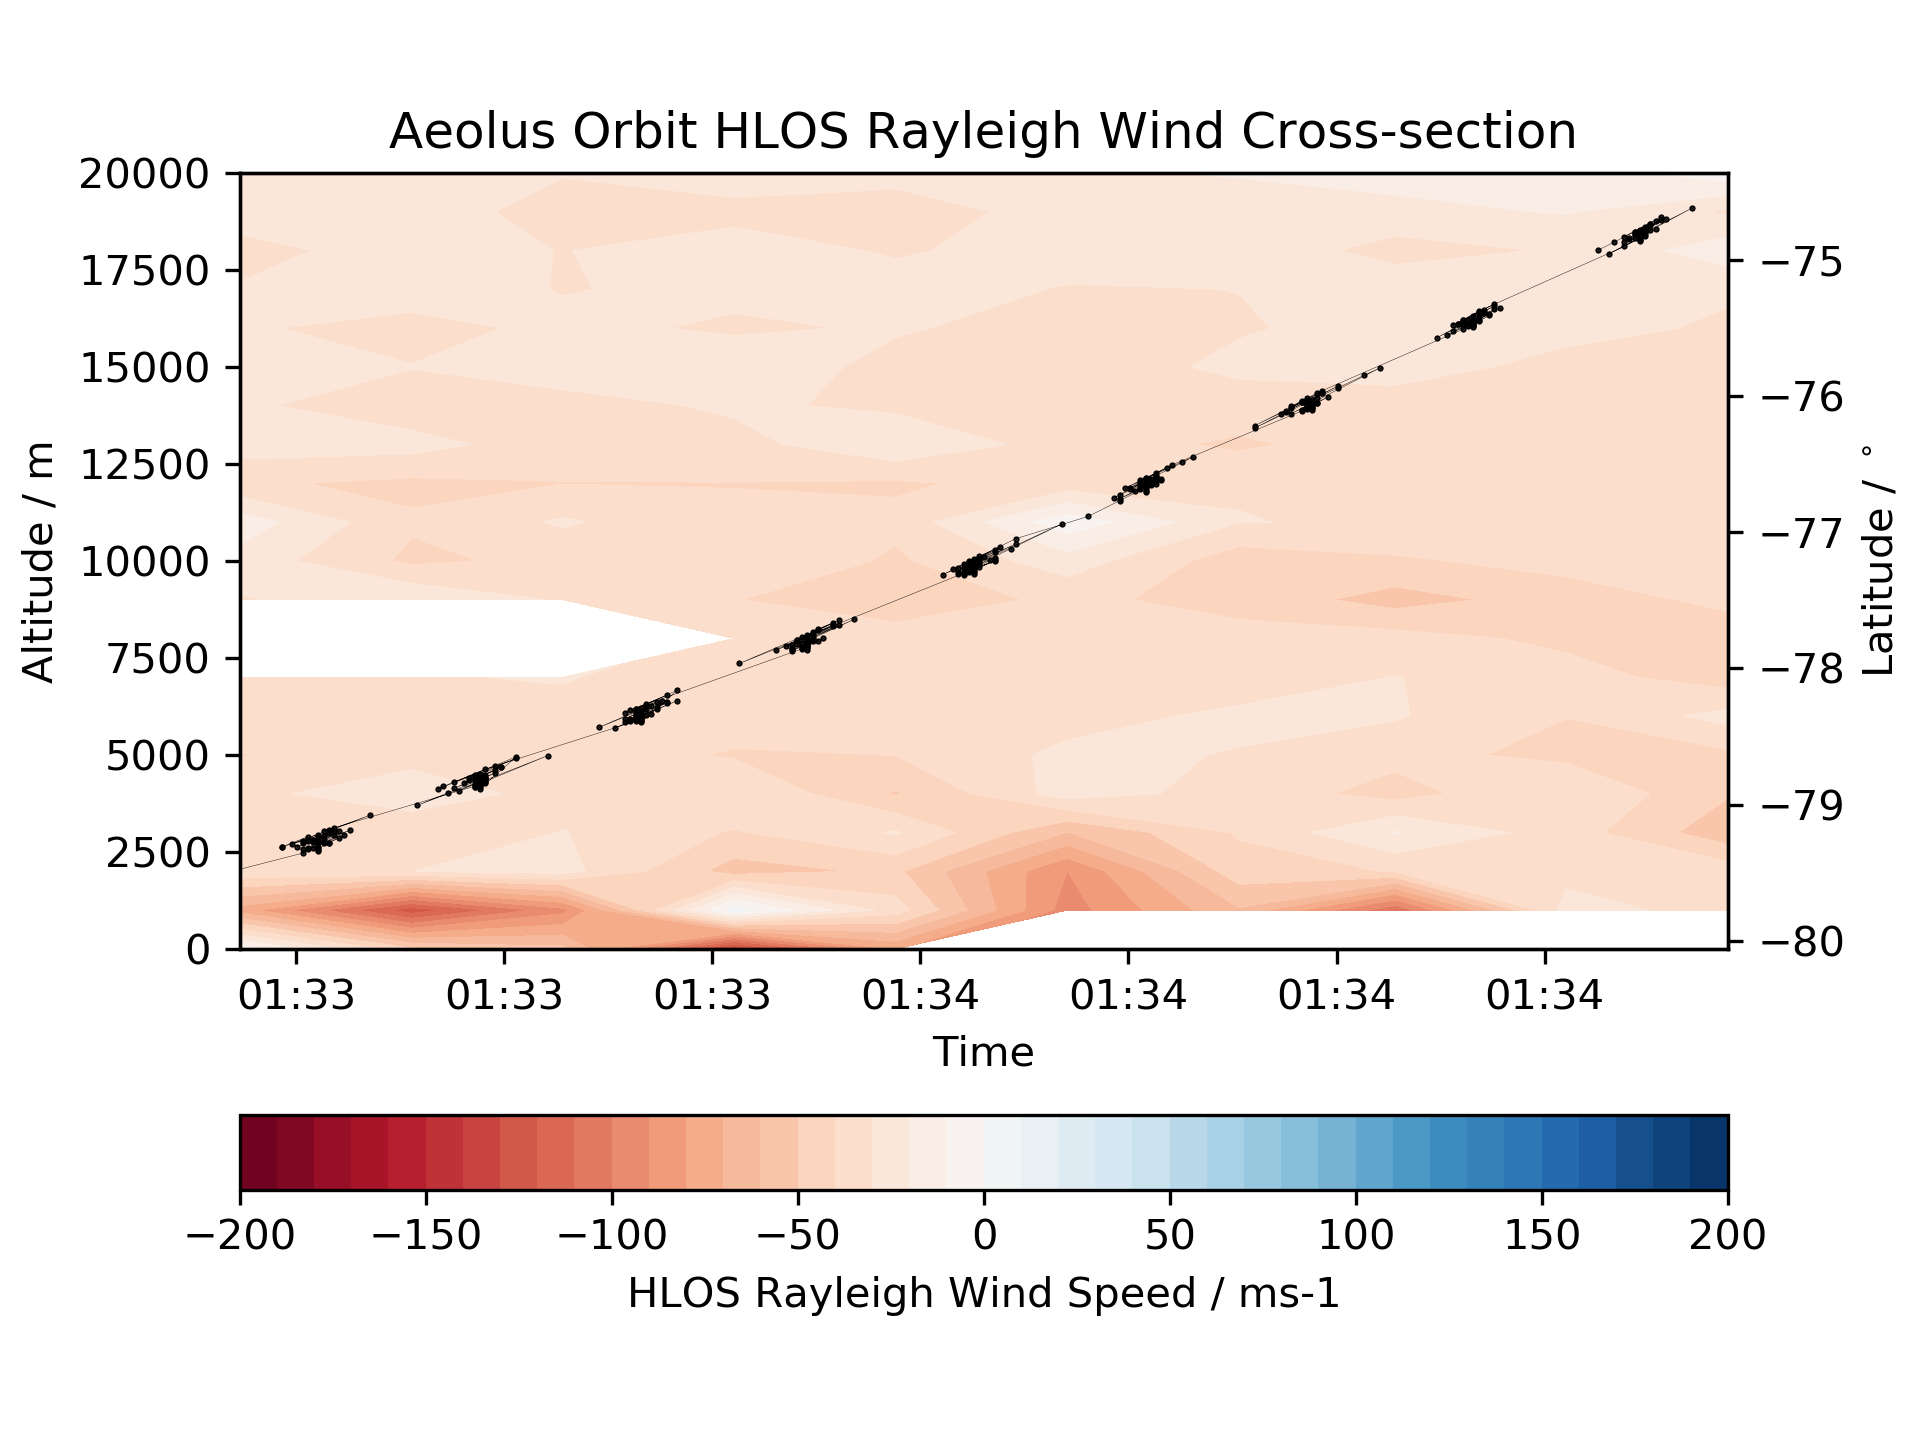 Aeolus Orbit HLOS Rayleigh Wind Cross-section
20000
17500
15000
12500
10000
7500
5000
2500
0
Altitude / m
−75
−76
−77
−78
−79
−80
Latitude / °
01:33 01:33 01:33 01:34 01:34 01:34 01:34
Time
−200 −150 −100 −50 0 50 100 150 200
HLOS Rayleigh Wind Speed / ms-1